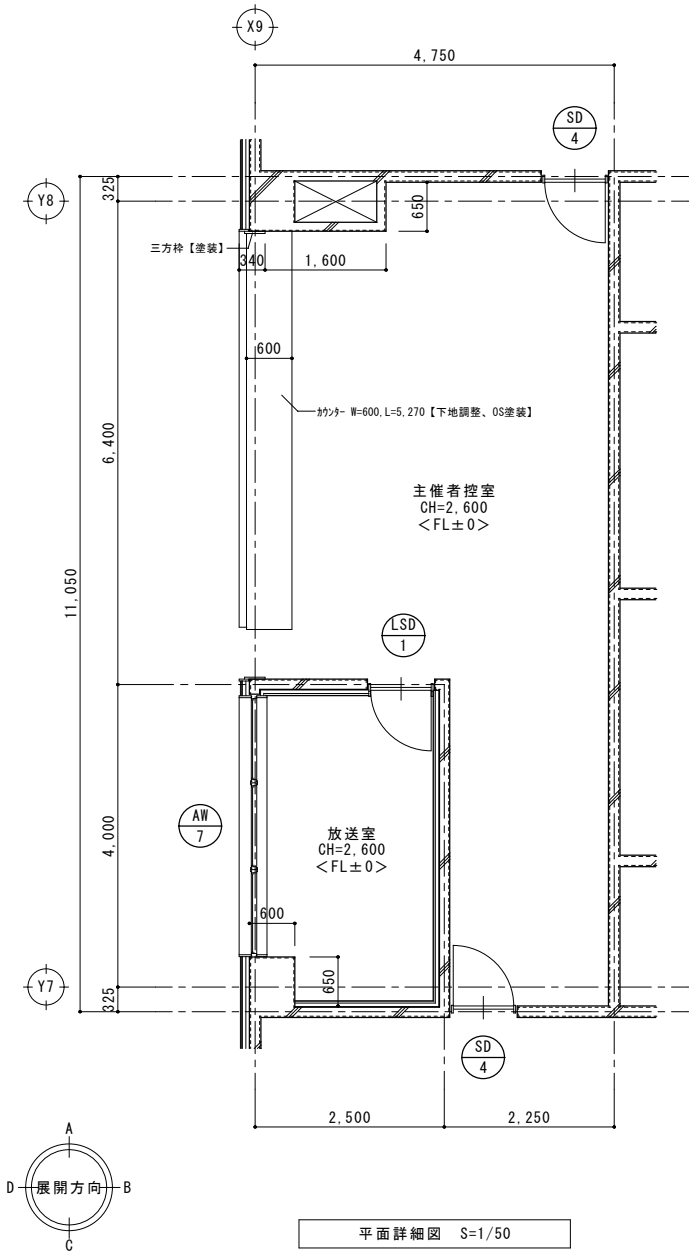 X9
4,750
SD
4
Y8
325
650
三方枠【塗装】
340
1,600
600
カウンター W=600,L=5,270【下地調整、OS塗装】
6,400
主催者控室
CH=2,600
<FL±0>
11,050
LSD
1
AW
7
4,000
放送室
CH=2,600
<FL±0>
600
650
Y7
325
SD
4
2,500
2,250
A
D
展開方向
B
C
平面詳細図 S=1/50